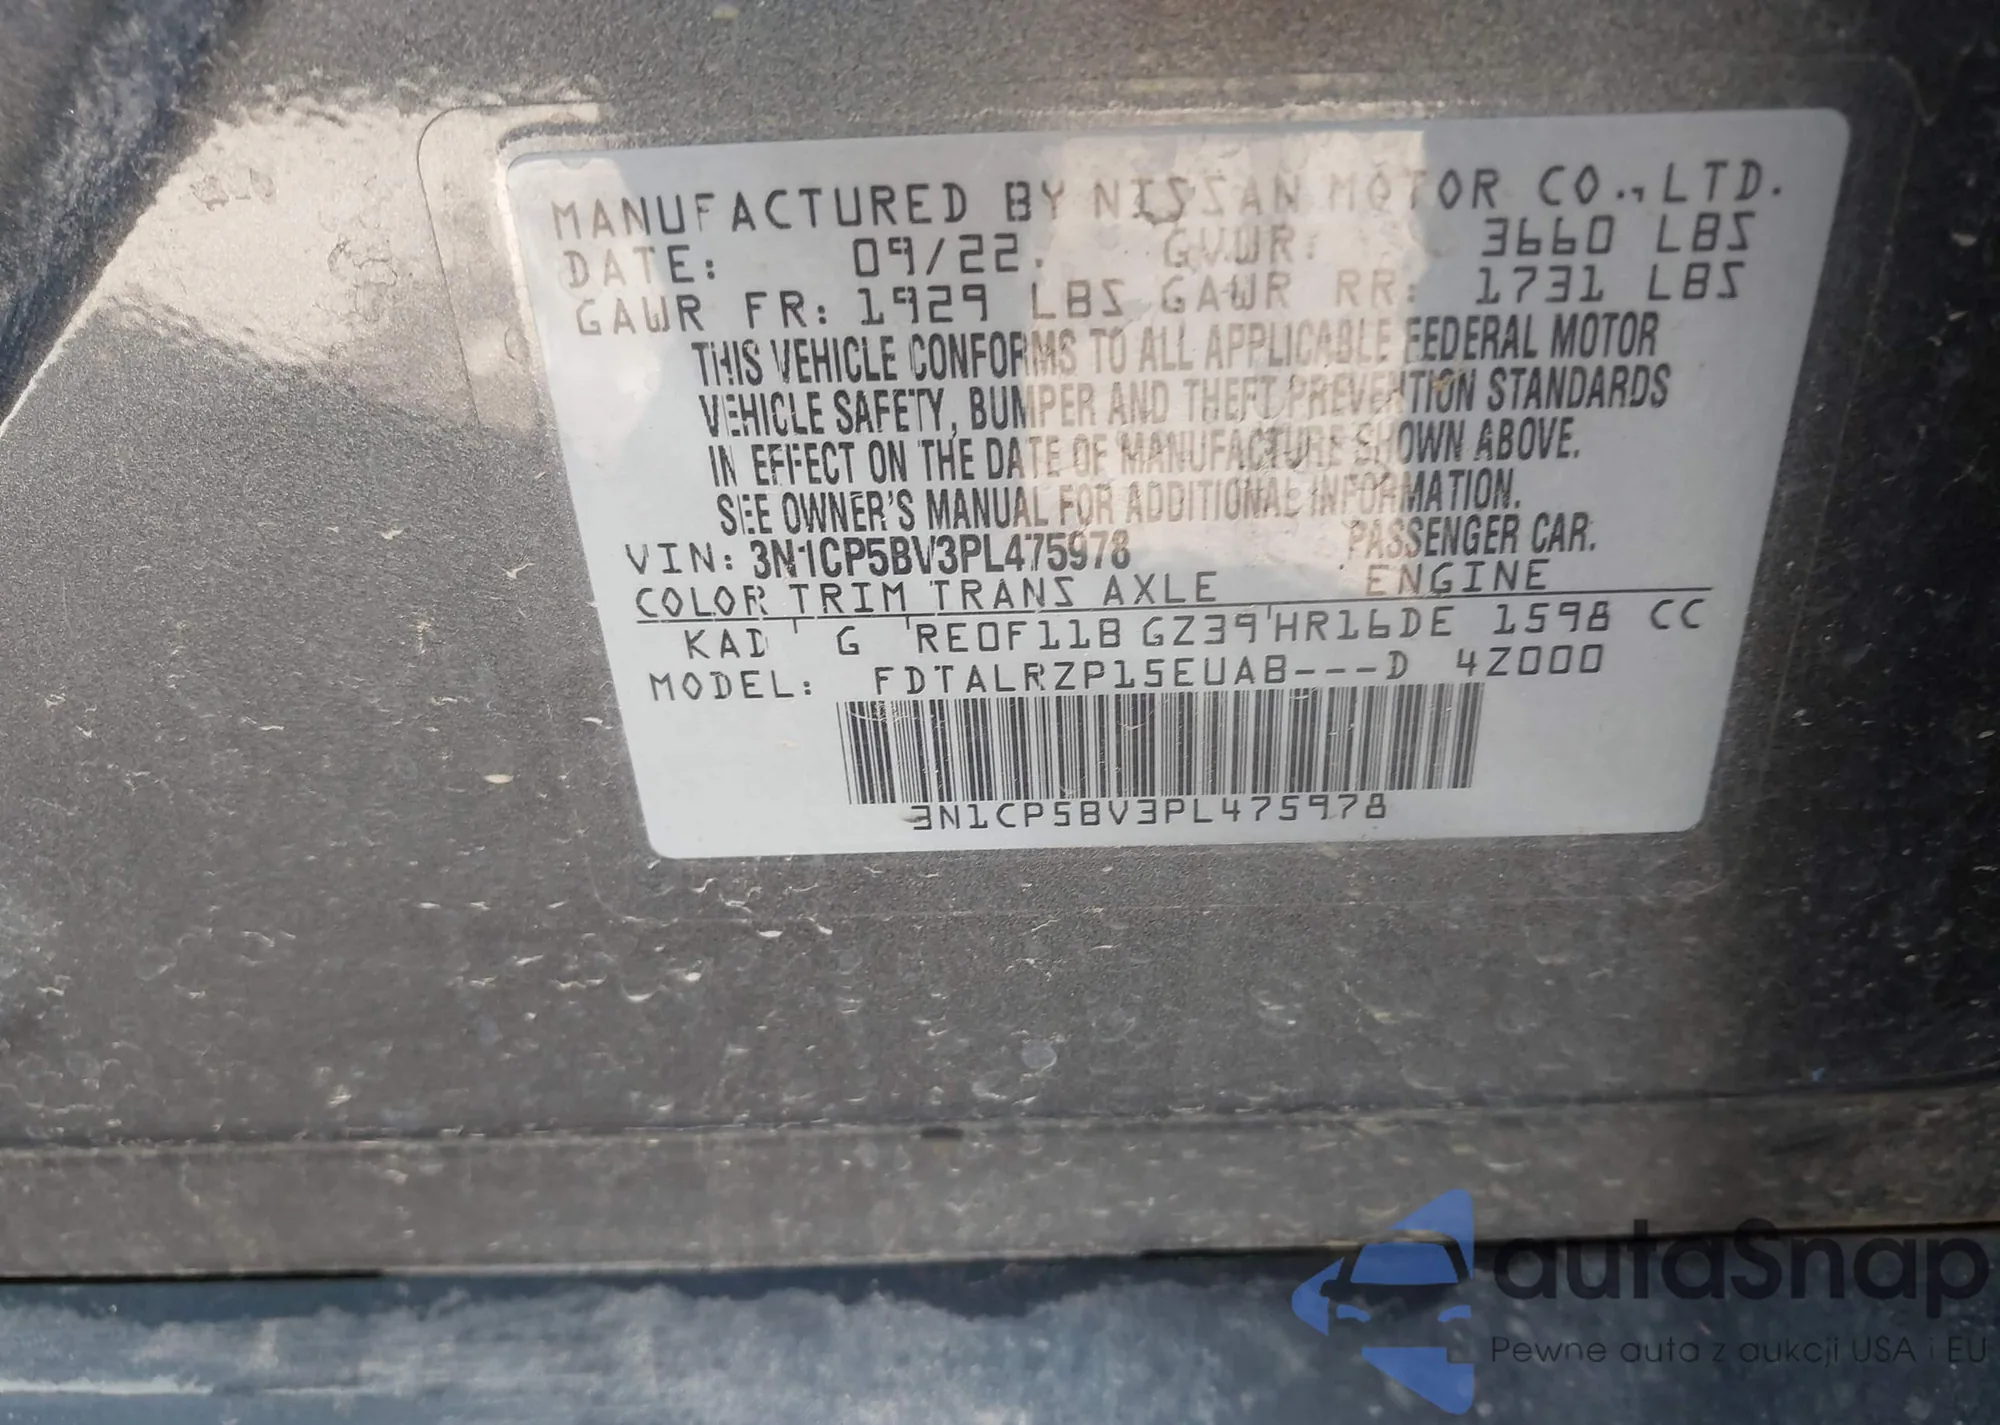 MANUFACTURED BY NISSAN MOTOR CO.,LTD.
DATE: 09/22. GVWR: 3660 LBS
GAWR FR: 1929 LBS GAWR RR: 1731 LBS
THIS VEHICLE CONFORMS TO ALL APPLICABLE FEDERAL MOTOR
VEHICLE SAFETY, BUMPER AND THEFT PREVENTION STANDARDS
IN EFFECT ON THE DATE OF MANUFACTURE SHOWN ABOVE.
SEE OWNER'S MANUAL FOR ADDITIONAL INFORMATION.
VIN: 3N1CP5BV3PL475978 PASSENGER CAR.
COLOR TRIM TRANS AXLE ENGINE
KAD G RE0F11B GZ39 HR16DE 1598 CC
MODEL: FDTALRZP15EUAB---D 4Z000
3N1CP5BV3PL475978
autaSnap
Pewne auta z aukcji USA i EU